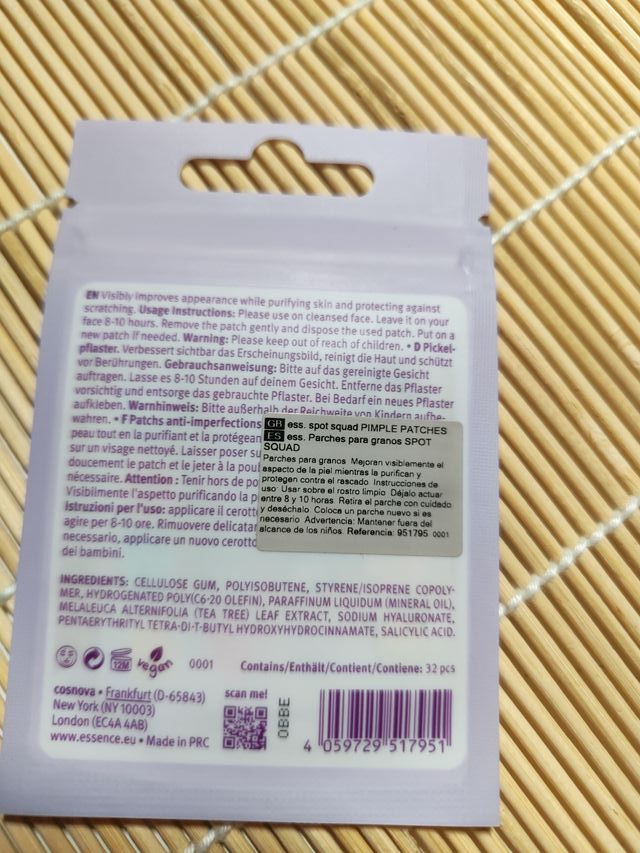 EN Visibly improves appearance while purifying skin and protecting against
scratching. Usage Instructions: Please use on cleansed face. Leave it on your
face 8-10 hours. Remove the patch gently and dispose the used patch. Put on a
new patch if needed. Warning: Please keep out of reach of children. • D Pickel-
pflaster. Verbessert sichtbar das Erscheinungsbild, reinigt die Haut und schützt
vor Berührungen. Gebrauchsanweisung: Bitte auf das gereinigte Gesicht
auftragen. Lasse es 8-10 Stunden auf deinem Gesicht. Entferne das Pflaster
vorsichtig und entsorge das gebrauchte Pflaster. Bei Bedarf ein neues Pflaster
aufkleben. Warnhinweis: Bitte außerhalb der Reichweite von Kindern aufbe-
wahren. • F Patchs anti-imperfections
peau tout en la purifiant et la protégean
sur un visage nettoyé. Laisser poser su
doucement le patch et le jeter à la pou
nécessaire. Attention : Tenir hors de po
Visibilmente l'aspetto purificando la p
Istruzioni per l'uso: applicare il cerott
agire per 8-10 ore. Rimuovere delicatar
necessario, applicare un nuovo cerotto
dei bambini.
GB ess. spot squad PIMPLE PATCHES
ES ess. Parches para granos SPOT
SQUAD
Parches para granos Mejoran visiblemente el
aspecto de la piel mientras la purifican y
protegen contra el rascado Instrucciones de
uso: Usar sobre el rostro limpio Déjalo actuar
entre 8 y 10 horas Retira el parche con cuidado
y deséchalo Coloca un parche nuevo si es
necesario Advertencia: Mantener fuera del
alcance de los niños. Referencia: 951795 0001
INGREDIENTS: CELLULOSE GUM, POLYISOBUTENE, STYRENE/ISOPRENE COPOLY-
MER, HYDROGENATED POLY(C6-20 OLEFIN), PARAFFINUM LIQUIDUM (MINERAL OIL),
MELALEUCA ALTERNIFOLIA (TEA TREE) LEAF EXTRACT, SODIUM HYALURONATE,
PENTAERYTHRITYL TETRA-DI-T-BUTYL HYDROXYHYDROCINNAMATE, SALICYLIC ACID.
12M vegan 0001 Contains/Enthält/Contient/Contiene: 32 pcs
cosnova • Frankfurt (D-65843)
New York (NY 10003)
London (EC4A 4AB)
www.essence.eu • Made in PRC
scan me!
0BBE
4 059729 517951